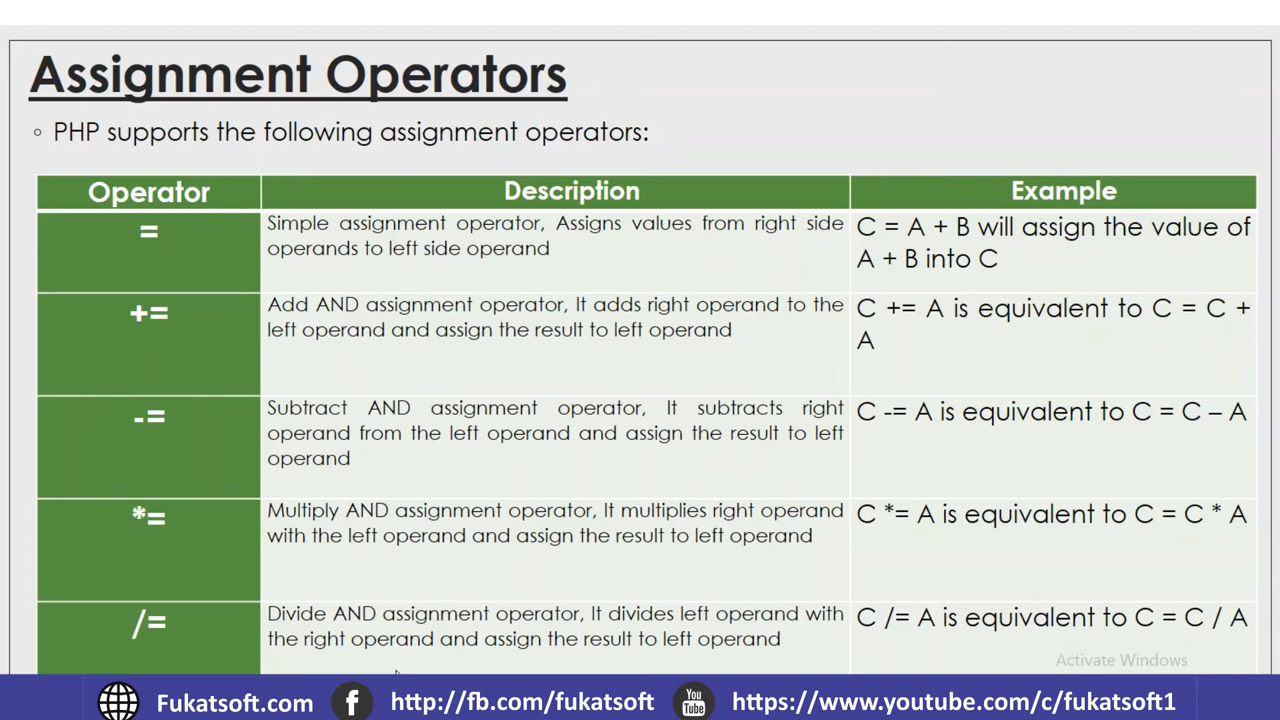 Assignment Operators
◦ PHP supports the following assignment operators:
Operator Description Example
= Simple assignment operator, Assigns values from right side
operands to left side operand
C = A + B will assign the value of
A + B into C
+= Add AND assignment operator, It adds right operand to the
left operand and assign the result to left operand
C += A is equivalent to C = C +
A
-= Subtract AND assignment operator, It subtracts right
operand from the left operand and assign the result to left
operand
C -= A is equivalent to C = C – A
*= Multiply AND assignment operator, It multiplies right operand
with the left operand and assign the result to left operand
C *= A is equivalent to C = C * A
/= Divide AND assignment operator, It divides left operand with
the right operand and assign the result to left operand
C /= A is equivalent to C = C / A
Activate Windows
Fukatsoft.com f http://fb.com/fukatsoft You Tube https://www.youtube.com/c/fukatsoft1